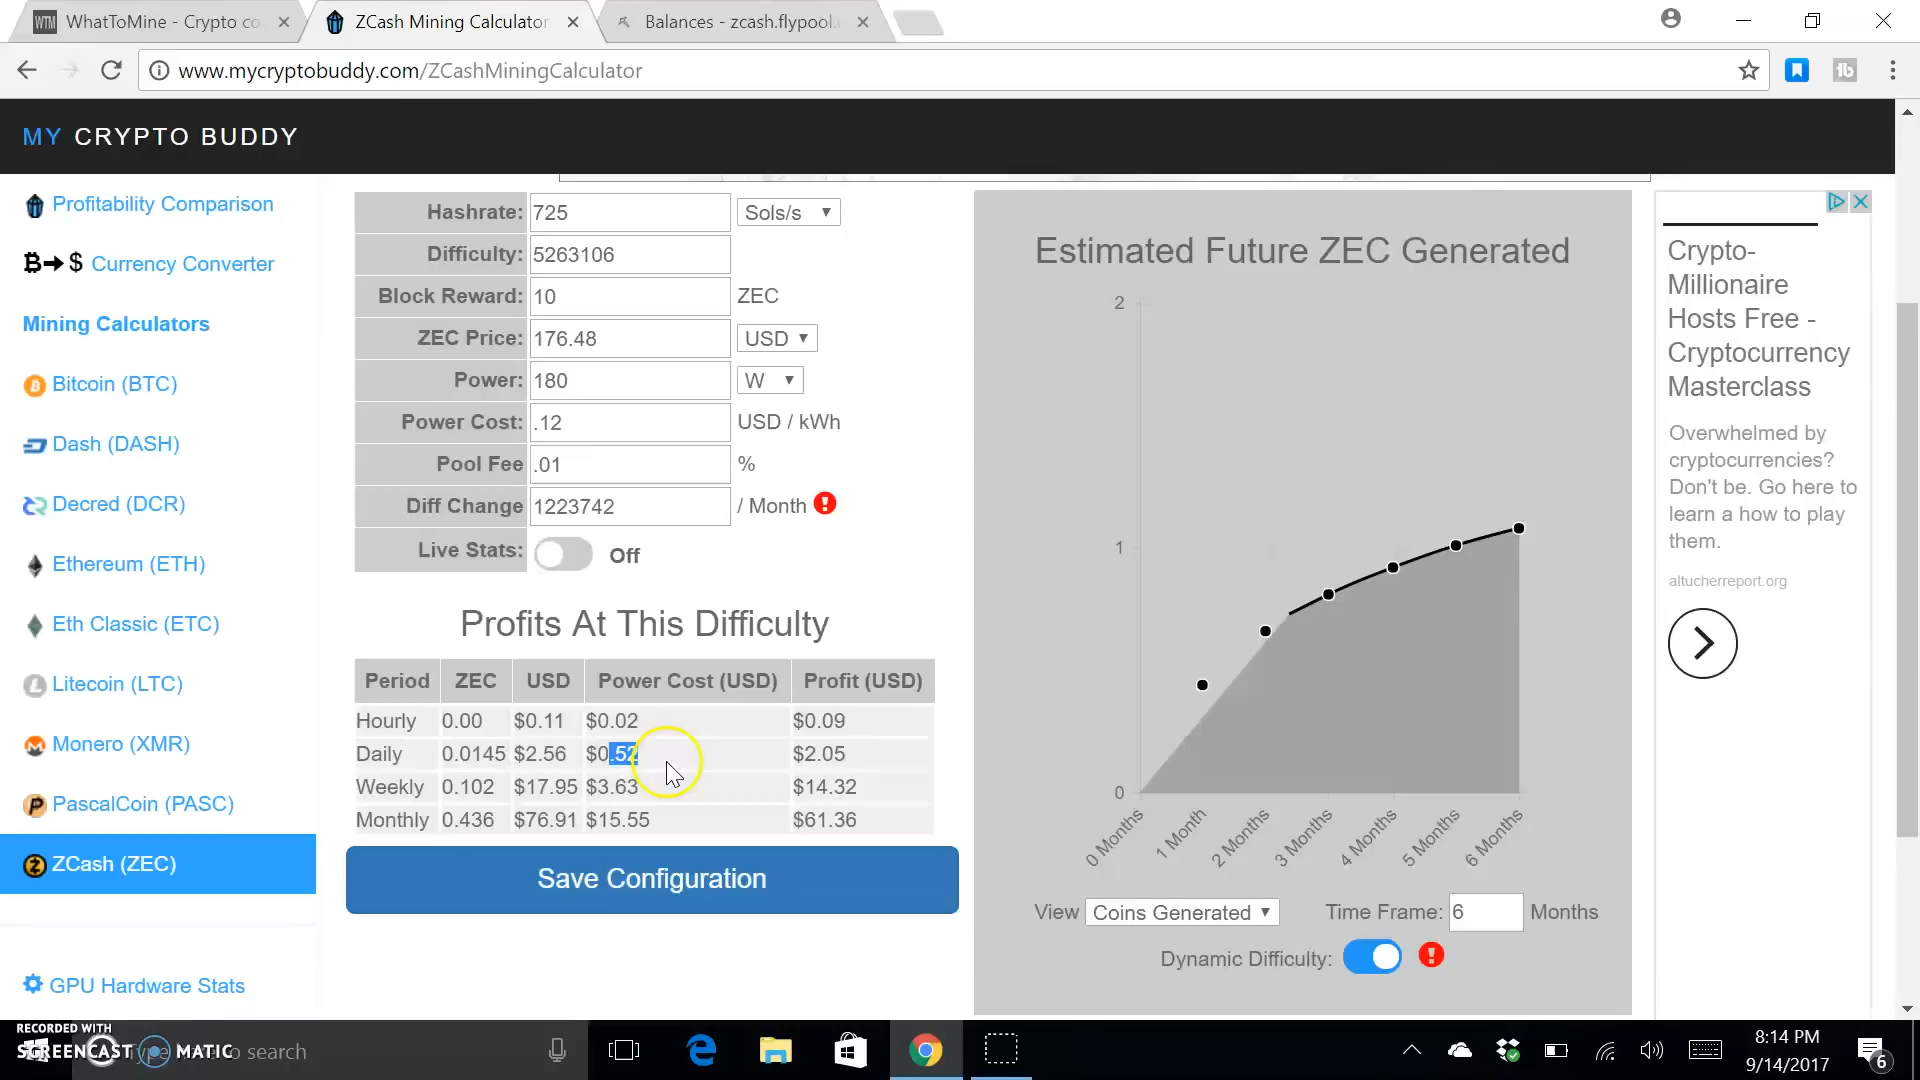 WhatToMine - Crypto co
ZCash Mining Calculator
Balances - zcash.flypool.
www.mycryptobuddy.com/ZCashMiningCalculator
MY CRYPTO BUDDY
Profitability Comparison
Currency Converter
Mining Calculators
Bitcoin (BTC)
Dash (DASH)
Decred (DCR)
Ethereum (ETH)
Eth Classic (ETC)
Litecoin (LTC)
Monero (XMR)
PascalCoin (PASC)
ZCash (ZEC)
GPU Hardware Stats
Hashrate: 725 Sols/s
Difficulty: 5263106
Block Reward: 10 ZEC
ZEC Price: 176.48 USD
Power: 180 W
Power Cost: .12 USD / kWh
Pool Fee .01 %
Diff Change 1223742 / Month
Live Stats: Off
Profits At This Difficulty
Period ZEC USD Power Cost (USD) Profit (USD)
Hourly 0.00 $0.11 $0.02 $0.09
Daily 0.0145 $2.56 $0.52 $2.05
Weekly 0.102 $17.95 $3.63 $14.32
Monthly 0.436 $76.91 $15.55 $61.36
Save Configuration
Estimated Future ZEC Generated
2
1
0
0 Months
1 Month
2 Months
3 Months
4 Months
5 Months
6 Months
View Coins Generated Time Frame: 6 Months
Dynamic Difficulty:
Crypto-
Millionaire
Hosts Free -
Cryptocurrency
Masterclass
Overwhelmed by
cryptocurrencies?
Don't be. Go here to
learn a how to play
them.
altucherreport.org
RECORDED WITH
SCREENCAST MATIC
to search
8:14 PM
9/14/2017
6